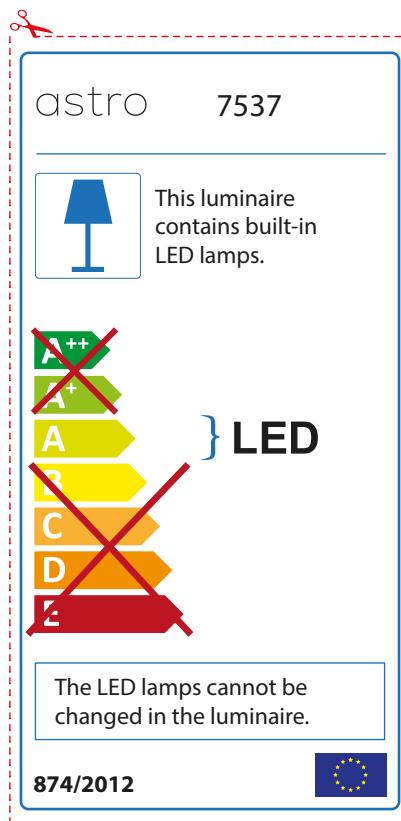 astro 7537
This luminaire
contains built-in
LED lamps.
A++
A+
A
} LED
B
C
D
E
The LED lamps cannot be
changed in the luminaire.
874/2012